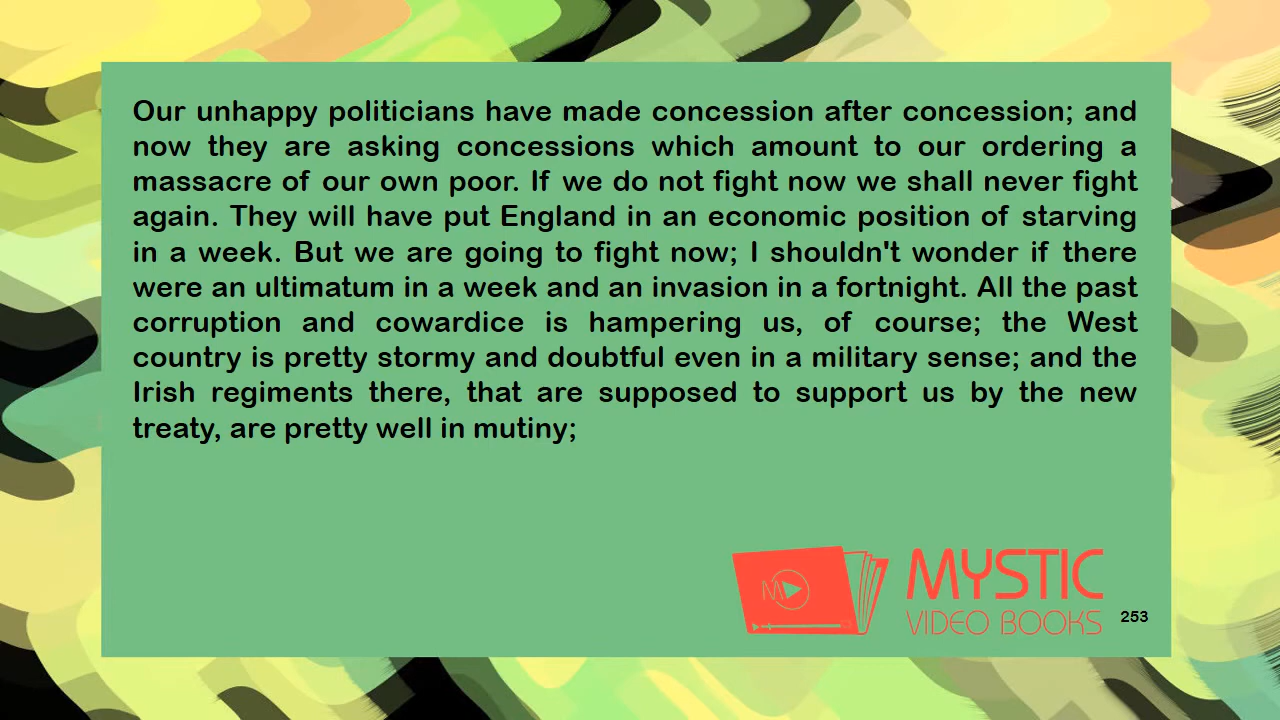 Our unhappy politicians have made concession after concession; and
now they are asking concessions which amount to our ordering a
massacre of our own poor. If we do not fight now we shall never fight
again. They will have put England in an economic position of starving
in a week. But we are going to fight now; I shouldn't wonder if there
were an ultimatum in a week and an invasion in a fortnight. All the past
corruption and cowardice is hampering us, of course; the West
country is pretty stormy and doubtful even in a military sense; and the
Irish regiments there, that are supposed to support us by the new
treaty, are pretty well in mutiny;
M
MYSTIC
VIDEO BOOKS
253